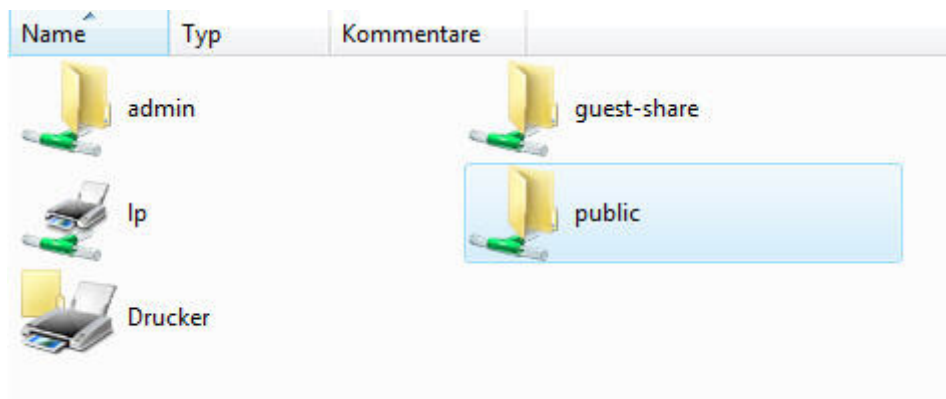 Name Typ Kommentare
admin guest-share
lp public
Drucker